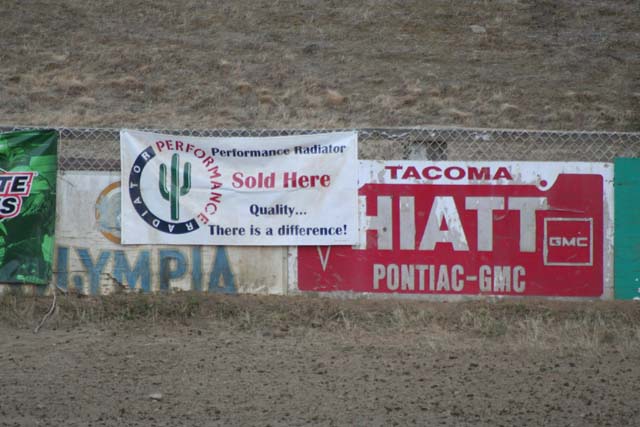 TE
S
PERFORMANCE
RADIATOR
Performance Radiator
Sold Here
Quality...
There is a difference!
LYMPIA
TACOMA
HIATT
GMC
PONTIAC-GMC